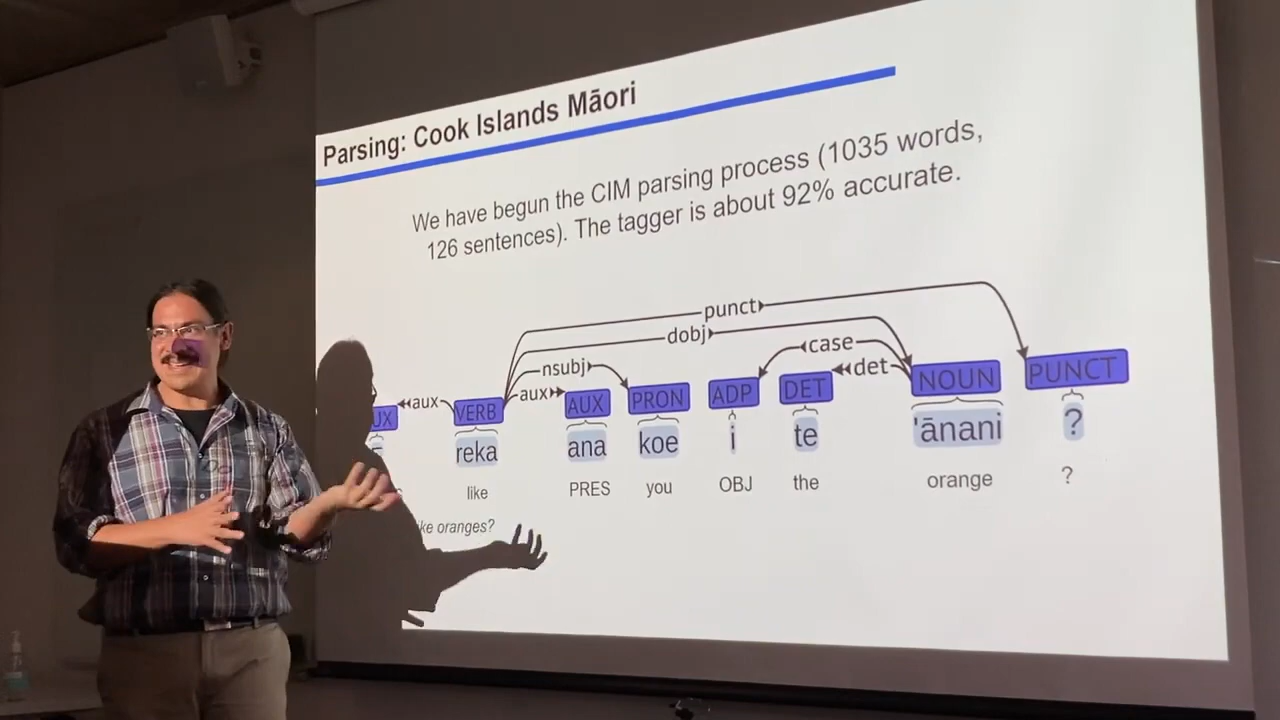 Parsing: Cook Islands Māori
We have begun the CIM parsing process (1035 words,
126 sentences). The tagger is about 92% accurate.
punct
dobj
case
nsubj
det
aux aux
VERB AUX PRON ADP DET NOUN PUNCT
reka ana koe i te 'ānani ?
like PRES you OBJ the orange ?
oranges?